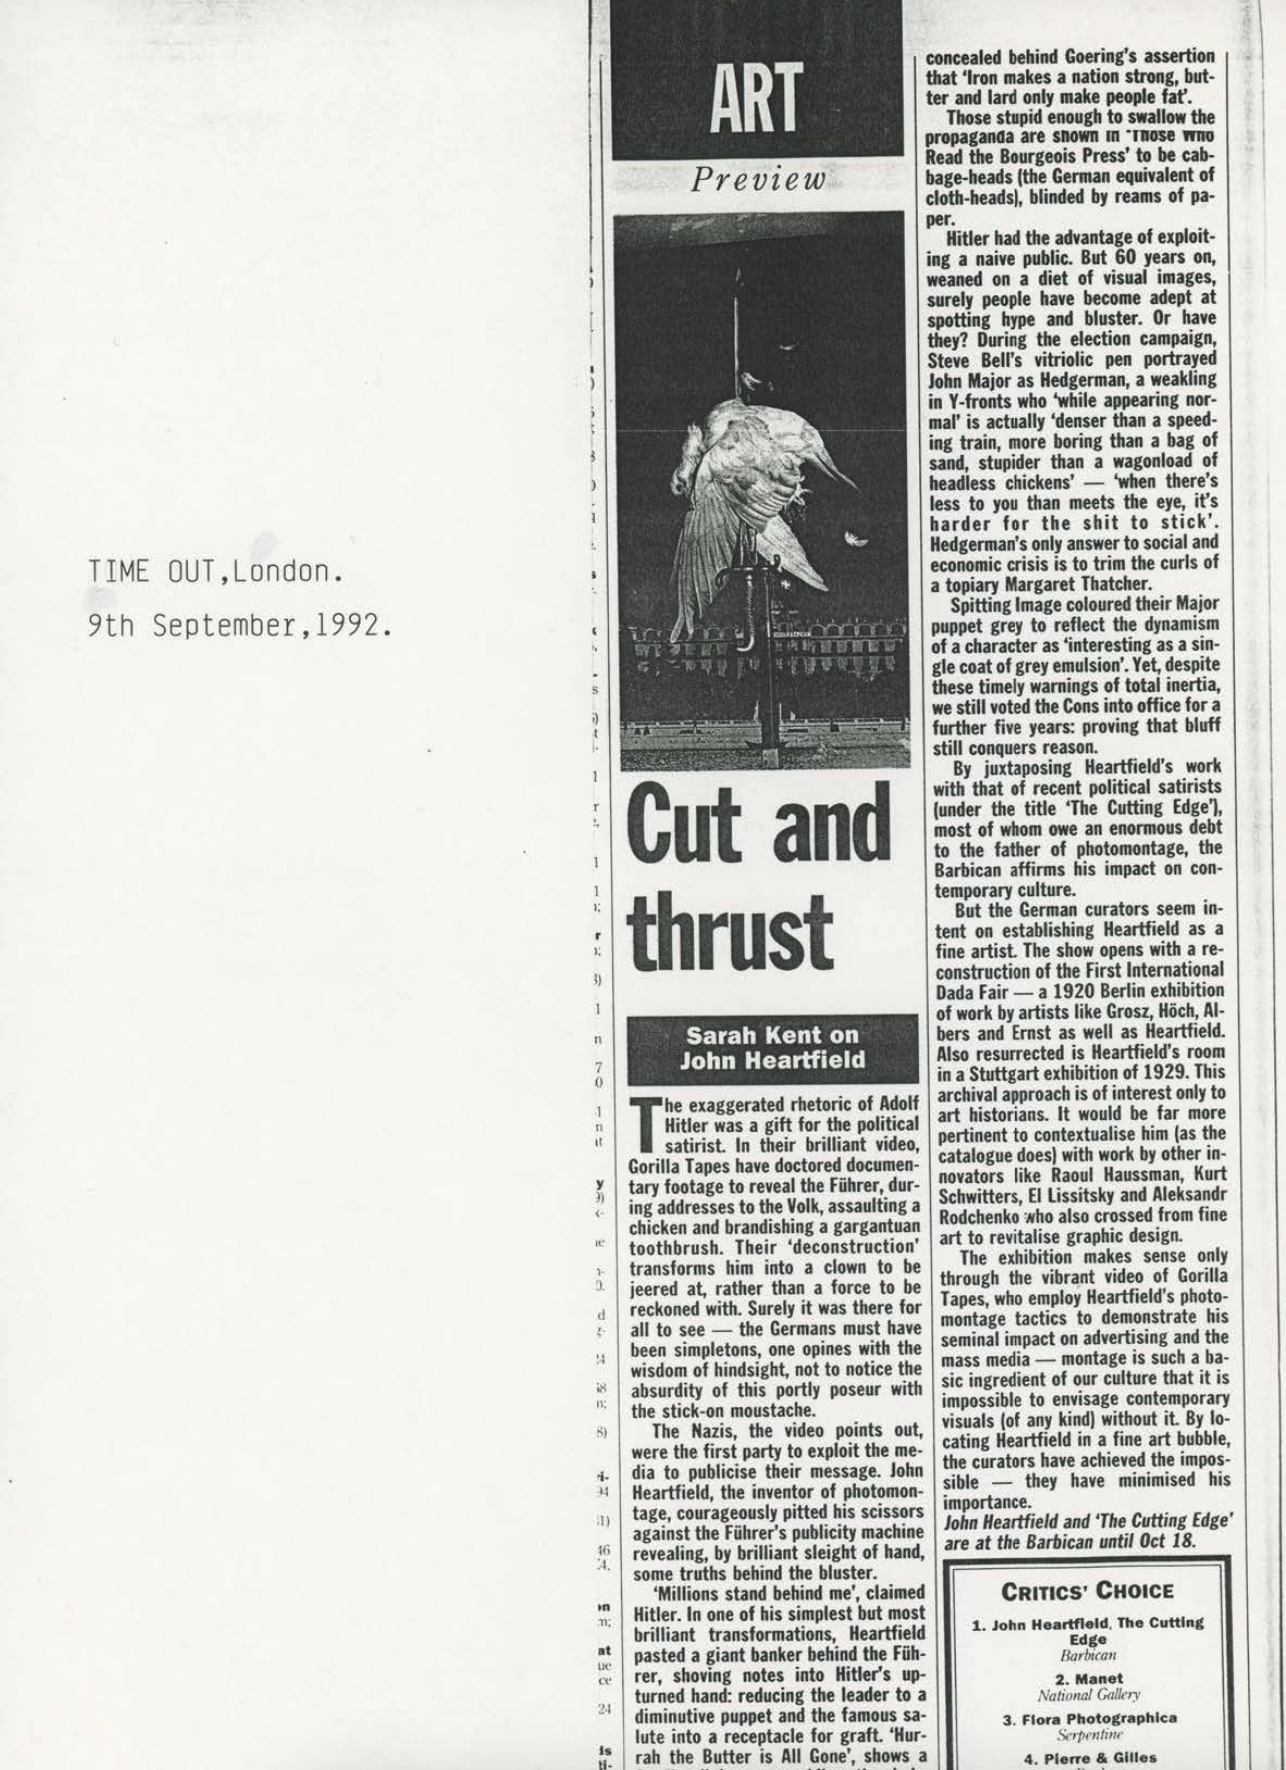 TIME OUT,London.
9th September,1992.
ART
Preview
Cut and
thrust
Sarah Kent on
John Heartfield
The exaggerated rhetoric of Adolf
Hitler was a gift for the political
satirist. In their brilliant video,
Gorilla Tapes have doctored documen-
tary footage to reveal the Führer, dur-
ing addresses to the Volk, assaulting a
chicken and brandishing a gargantuan
toothbrush. Their ‘deconstruction’
transforms him into a clown to be
jeered at, rather than a force to be
reckoned with. Surely it was there for
all to see — the Germans must have
been simpletons, one opines with the
wisdom of hindsight, not to notice the
absurdity of this portly poseur with
the stick-on moustache.
The Nazis, the video points out,
were the first party to exploit the me-
dia to publicise their message. John
Heartfield, the inventor of photomon-
tage, courageously pitted his scissors
against the Führer's publicity machine
revealing, by brilliant sleight of hand,
some truths behind the bluster.
‘Millions stand behind me’, claimed
Hitler. In one of his simplest but most
brilliant transformations, Heartfield
pasted a giant banker behind the Füh-
rer, shoving notes into Hitler's up-
turned hand: reducing the leader to a
diminutive puppet and the famous sa-
lute into a receptacle for graft. ‘Hur-
rah the Butter is All Gone’, shows a
concealed behind Goering's assertion
that ‘Iron makes a nation strong, but-
ter and lard only make people fat’.
Those stupid enough to swallow the
propaganda are shown in ‘Those Who
Read the Bourgeois Press’ to be cab-
bage-heads (the German equivalent of
cloth-heads), blinded by reams of pa-
per.
Hitler had the advantage of exploit-
ing a naive public. But 60 years on,
weaned on a diet of visual images,
surely people have become adept at
spotting hype and bluster. Or have
they? During the election campaign,
Steve Bell's vitriolic pen portrayed
John Major as Hedgerman, a weakling
in Y-fronts who ‘while appearing nor-
mal’ is actually ‘denser than a speed-
ing train, more boring than a bag of
sand, stupider than a wagonload of
headless chickens’ — ‘when there's
less to you than meets the eye, it's
harder for the shit to stick’.
Hedgerman's only answer to social and
economic crisis is to trim the curls of
a topiary Margaret Thatcher.
Spitting Image coloured their Major
puppet grey to reflect the dynamism
of a character as ‘interesting as a sin-
gle coat of grey emulsion’. Yet, despite
these timely warnings of total inertia,
we still voted the Cons into office for a
further five years: proving that bluff
still conquers reason.
By juxtaposing Heartfield's work
with that of recent political satirists
(under the title ‘The Cutting Edge’),
most of whom owe an enormous debt
to the father of photomontage, the
Barbican affirms his impact on con-
temporary culture.
But the German curators seem in-
tent on establishing Heartfield as a
fine artist. The show opens with a re-
construction of the First International
Dada Fair — a 1920 Berlin exhibition
of work by artists like Grosz, Höch, Al-
bers and Ernst as well as Heartfield.
Also resurrected is Heartfield's room
in a Stuttgart exhibition of 1929. This
archival approach is of interest only to
art historians. It would be far more
pertinent to contextualise him (as the
catalogue does) with work by other in-
novators like Raoul Haussman, Kurt
Schwitters, El Lissitsky and Aleksandr
Rodchenko who also crossed from fine
art to revitalise graphic design.
The exhibition makes sense only
through the vibrant video of Gorilla
Tapes, who employ Heartfield's photo-
montage tactics to demonstrate his
seminal impact on advertising and the
mass media — montage is such a ba-
sic ingredient of our culture that it is
impossible to envisage contemporary
visuals (of any kind) without it. By lo-
cating Heartfield in a fine art bubble,
the curators have achieved the impos-
sible — they have minimised his
importance.
John Heartfield and ‘The Cutting Edge’
are at the Barbican until Oct 18.
CRITICS' CHOICE
1. John Heartfield, The Cutting
Edge
Barbican
2. Manet
National Gallery
3. Flora Photographica
Serpentine
4. Pierre & Gilles